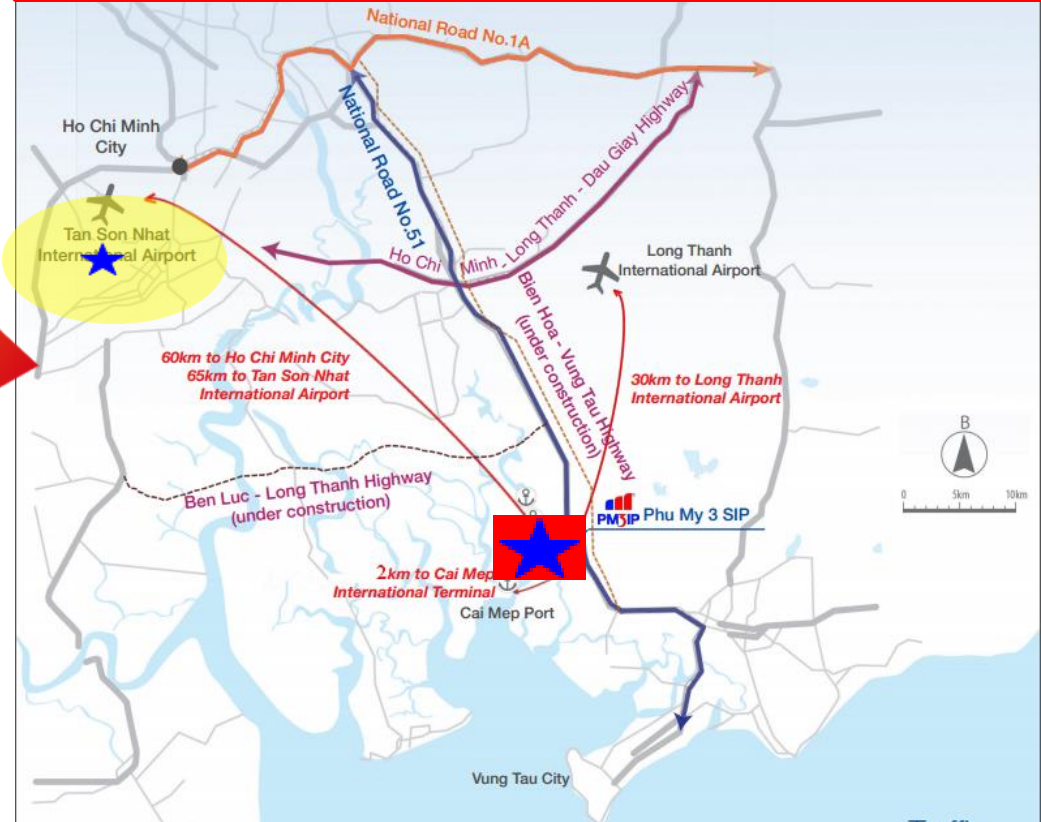 National Road No.1A
Ho Chi Minh
City
National Road No.51
Ho Chi Minh - Long Thanh - Dau Giay Highway
Tan Son Nhat
International Airport
Long Thanh
International Airport
Bien Hoa - Vung Tau Highway
(under construction)
60km to Ho Chi Minh City
65km to Tan Son Nhat
International Airport
30km to Long Thanh
International Airport
B
0 5km 10km
Ben Luc - Long Thanh Highway
(under construction)
PM3IP Phu My 3 SIP
2km to Cai Mep
International Terminal
Cai Mep Port
Vung Tau City